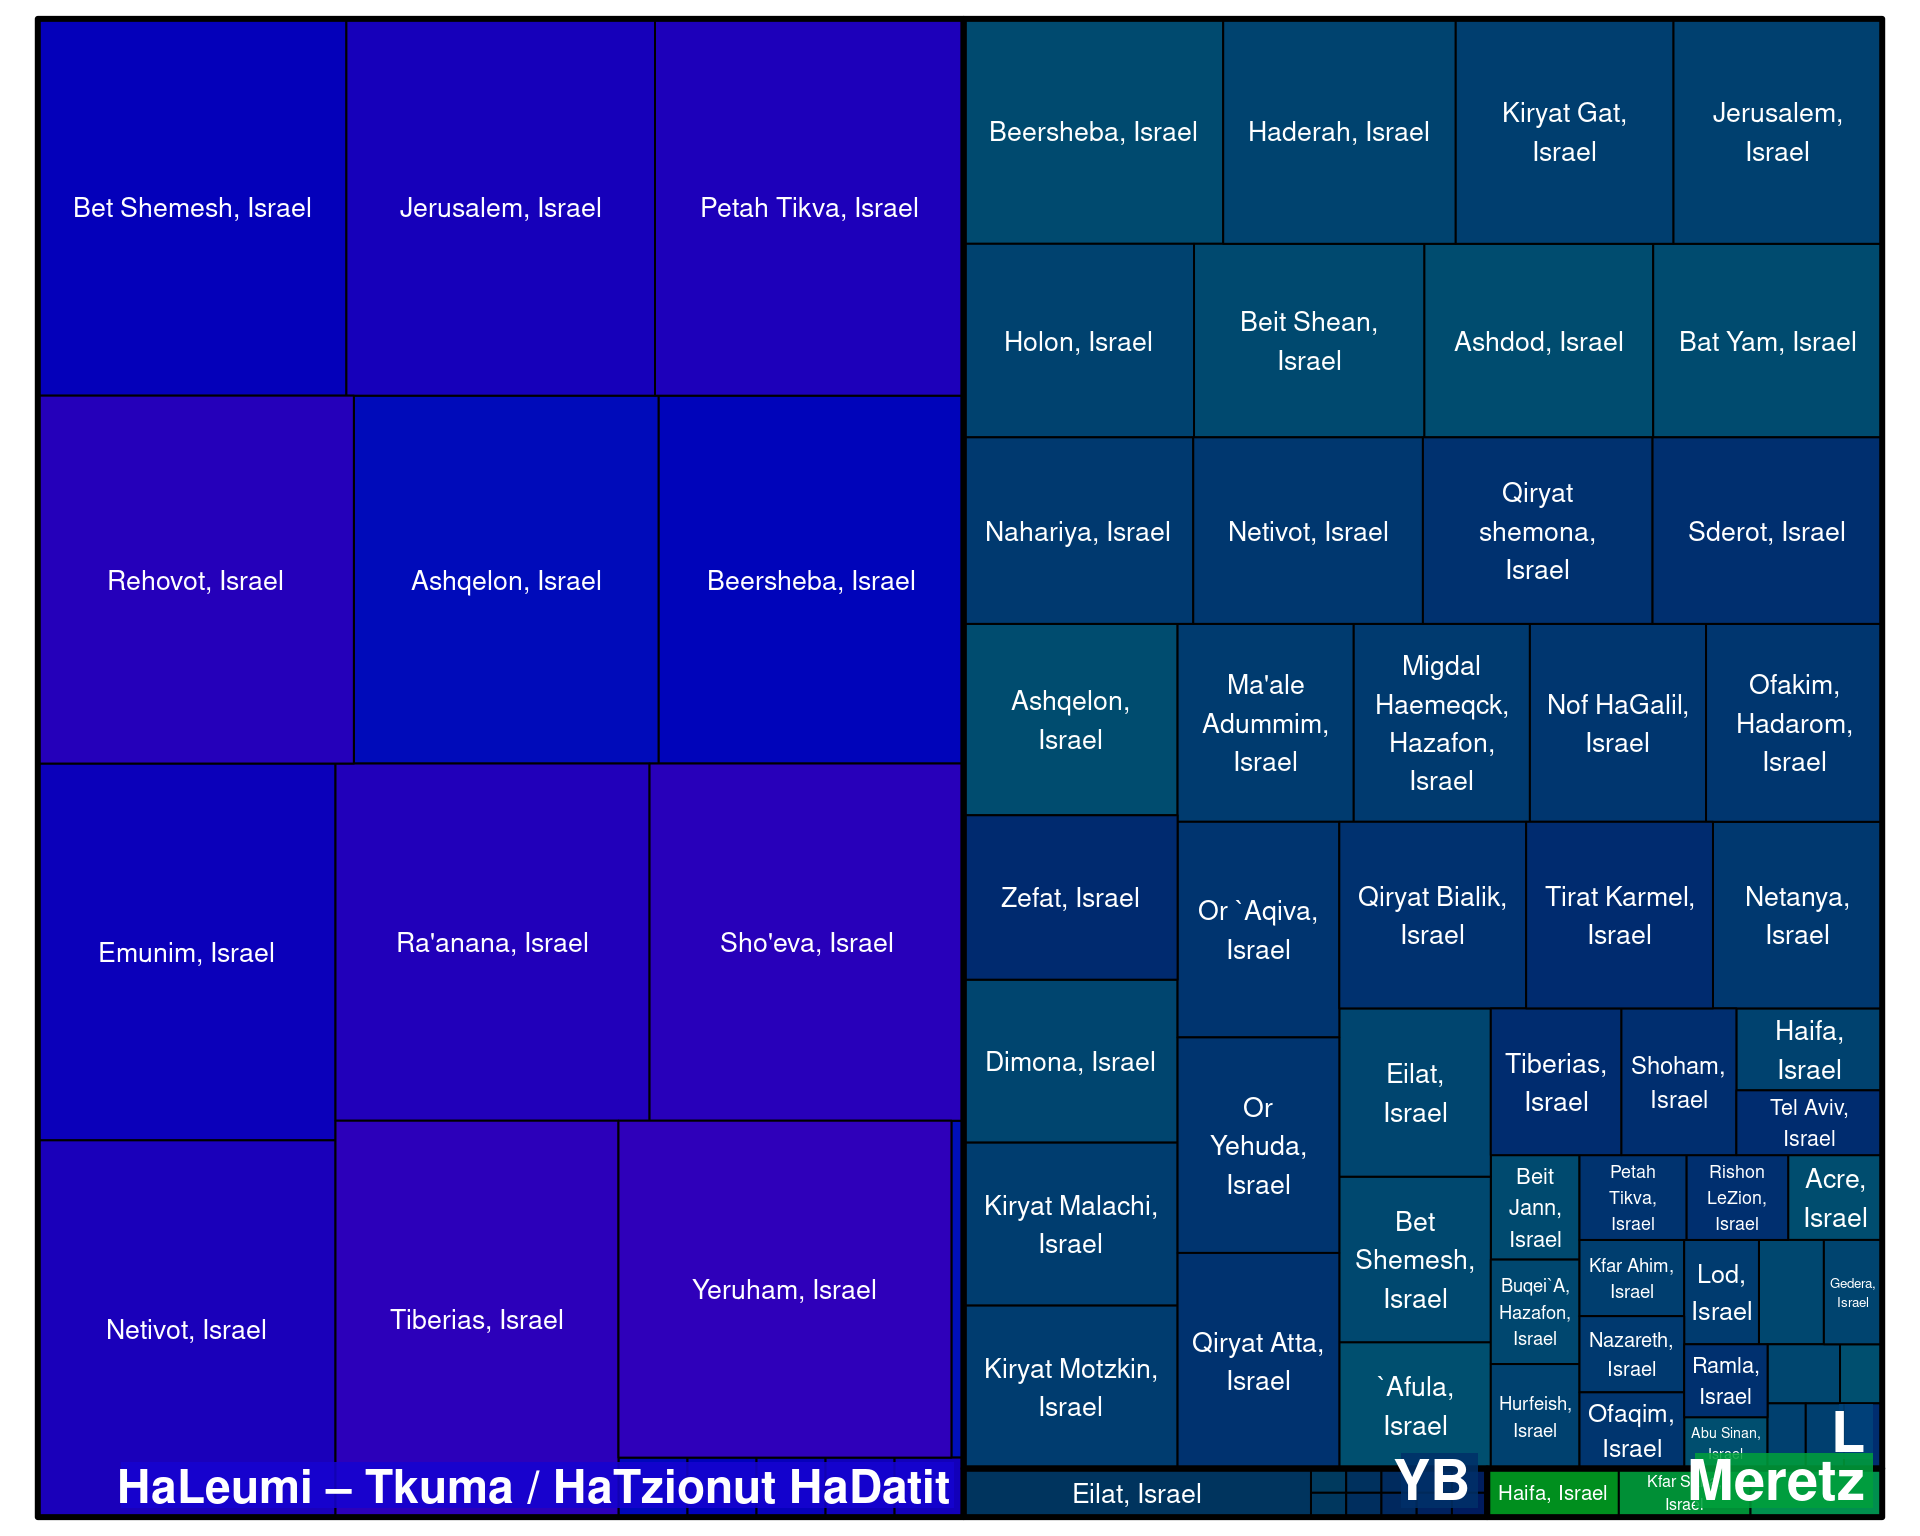 Bet Shemesh, Israel
Jerusalem, Israel
Petah Tikva, Israel
Rehovot, Israel
Ashqelon, Israel
Beersheba, Israel
Emunim, Israel
Ra'anana, Israel
Sho'eva, Israel
Netivot, Israel
Tiberias, Israel
Yeruham, Israel
HaLeumi – Tkuma / HaTzionut HaDatit
Beersheba, Israel
Haderah, Israel
Kiryat Gat,
Israel
Jerusalem,
Israel
Holon, Israel
Beit Shean,
Israel
Ashdod, Israel
Bat Yam, Israel
Nahariya, Israel
Netivot, Israel
Qiryat
shemona,
Israel
Sderot, Israel
Ashqelon,
Israel
Ma'ale
Adummim,
Israel
Migdal
Haemeqck,
Hazafon,
Israel
Nof HaGalil,
Israel
Ofakim,
Hadarom,
Israel
Zefat, Israel
Or `Aqiva,
Israel
Qiryat Bialik,
Israel
Tirat Karmel,
Israel
Netanya,
Israel
Dimona, Israel
Or
Yehuda,
Israel
Eilat,
Israel
Tiberias,
Israel
Shoham,
Israel
Haifa,
Israel
Tel Aviv,
Israel
Kiryat Malachi,
Israel
Bet
Shemesh,
Israel
Beit
Jann,
Israel
Petah
Tikva,
Israel
Rishon
LeZion,
Israel
Acre,
Israel
Kiryat Motzkin,
Israel
Qiryat Atta,
Israel
`Afula,
Israel
Buqei`A,
Hazafon,
Israel
Kfar Ahim,
Israel
Lod,
Israel
Gedera,
Israel
Nazareth,
Israel
Hurfeish,
Israel
Ofaqim,
Israel
Ramla,
Israel
Abu Sinan,
Israel
L
Eilat, Israel
YB
Haifa, Israel
Kfar
Israel
Meretz